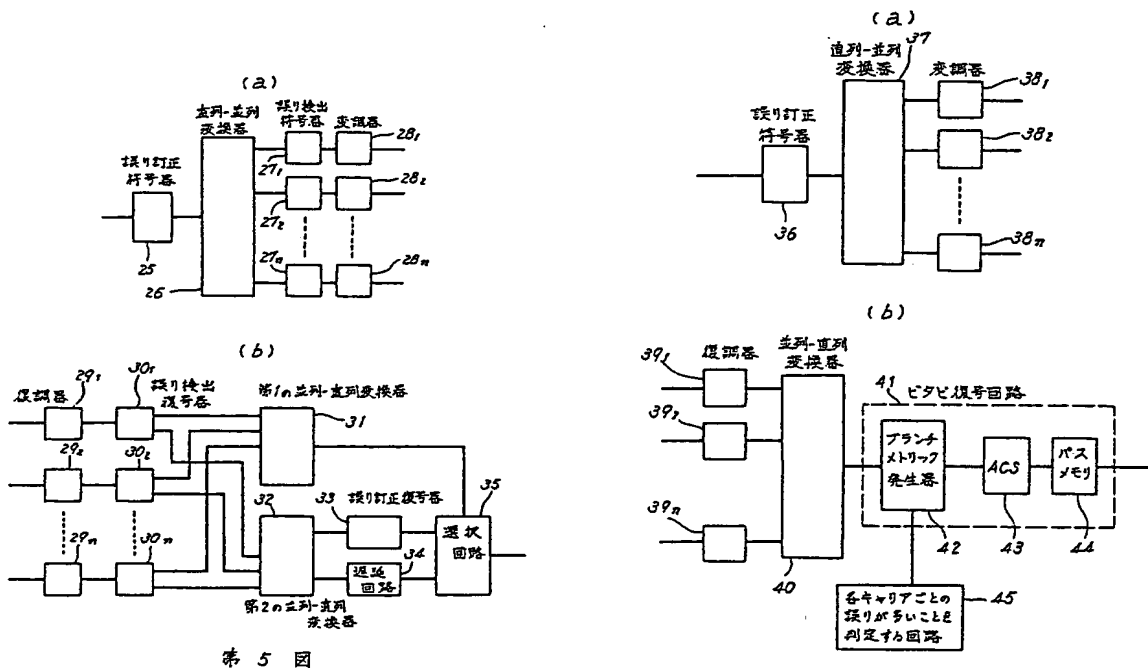 (a)
直列-並列
変換器
誤り検出
符号器
変調器
誤り訂正
符号器
25
26
27₁
27₂
27n
28₁
28₂
28n
(b)
復調器
29₁
29₂
29n
30₁
30₂
30n
誤り検出
復号器
第1の並列-直列変換器
31
32
33
誤り訂正復号器
34
遅延
回路
35
選択
回路
第2の並列-直列
変換器
第 5 図
(a)
直列-並列
変換器
37
変調器
38₁
38₂
38n
誤り訂正
符号器
36
(b)
復調器
39₁
39₂
39n
並列-直列
変換器
40
41
ビタビ復号回路
ブランチ
メトリック
発生器
42
ACS
43
パス
メモリ
44
各キャリアごとの
誤りが多いことを
判定する回路
45